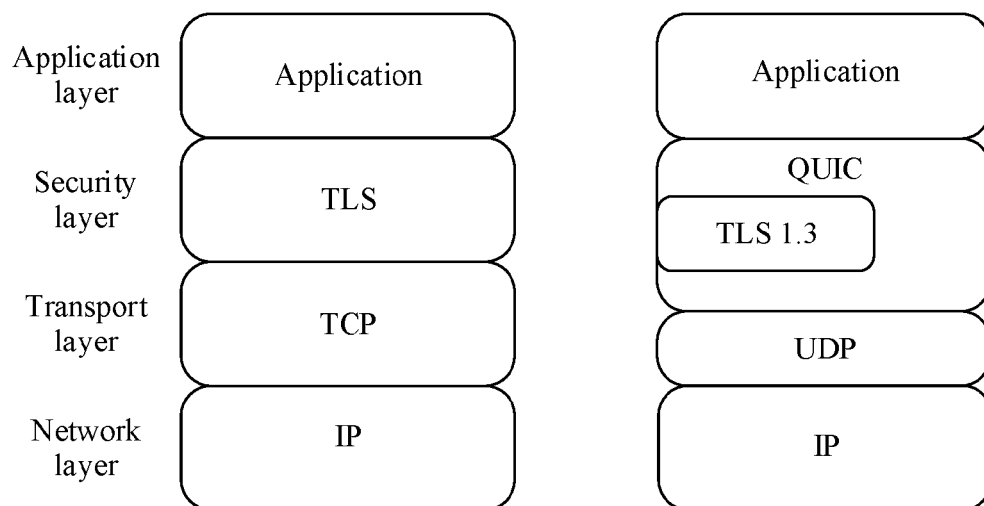 Application
layer
Application
Application
Security
layer
TLS
QUIC
TLS 1.3
Transport
layer
TCP
UDP
Network
layer
IP
IP